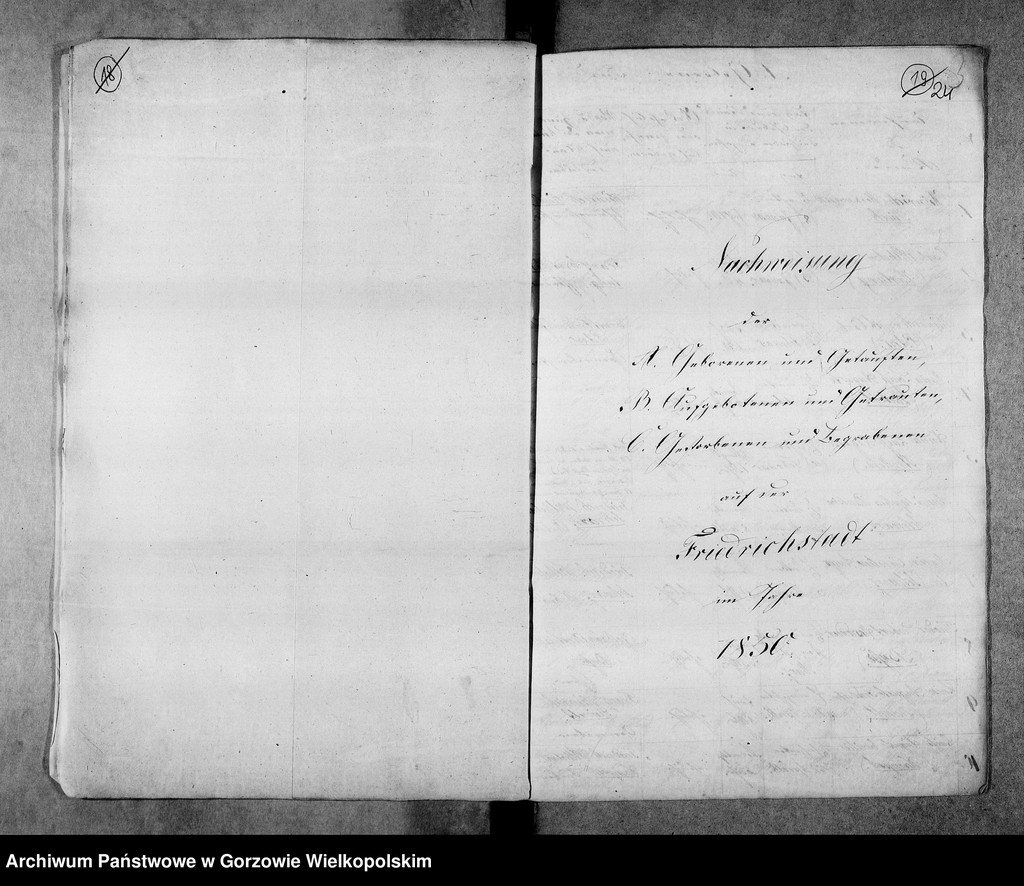 18
19
24
Nachweisung
der
A. Geborenen und Getauften,
B. Aufgebotenen und Getrauten,
C. Gestorbenen und Begrabenen
auf der
Friedrichstadt
im Jahre
1850.
Archiwum Państwowe w Gorzowie Wielkopolskim